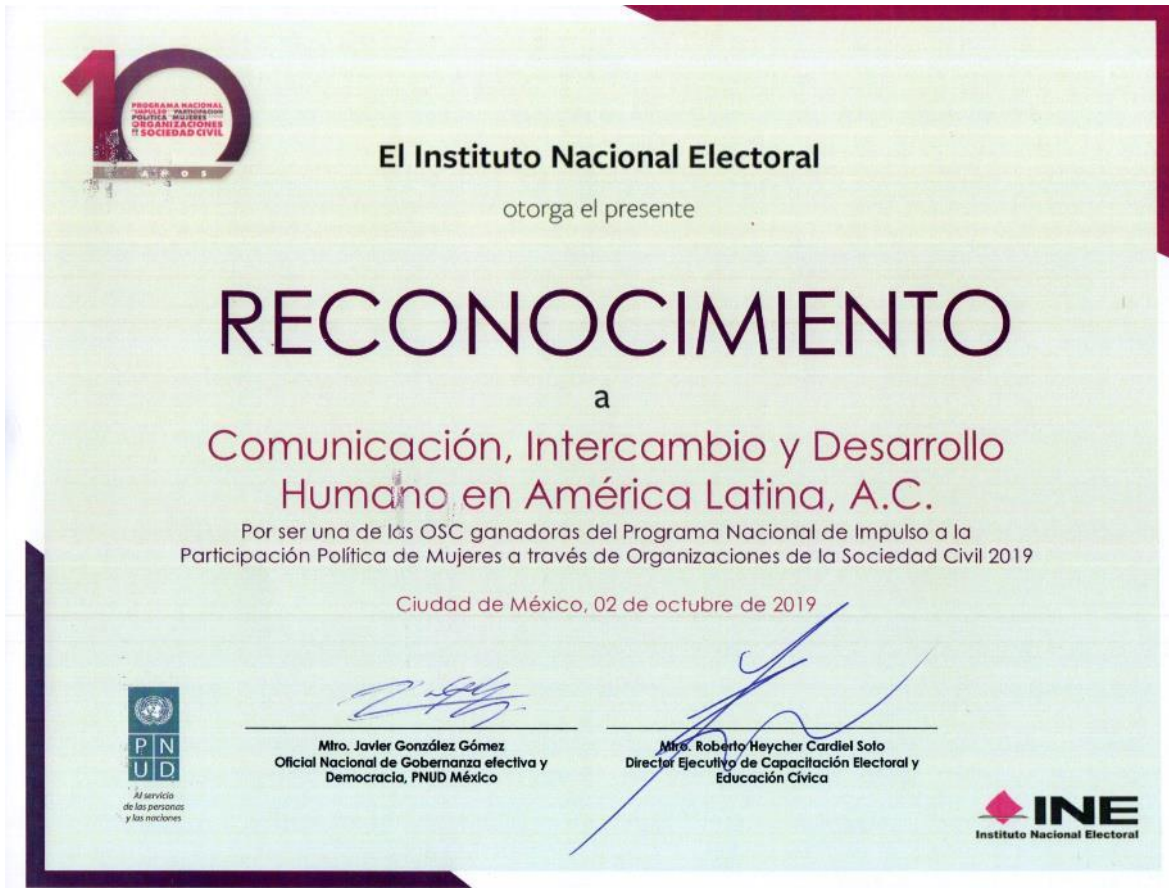 10
PROGRAMA NACIONAL
IMPULSO PARTICIPACIÓN
POLÍTICA MUJERES
ORGANIZACIONES
SOCIEDAD CIVIL
AÑOS
El Instituto Nacional Electoral
otorga el presente
RECONOCIMIENTO
a
Comunicación, Intercambio y Desarrollo
Humano en América Latina, A.C.
Por ser una de las OSC ganadoras del Programa Nacional de Impulso a la
Participación Política de Mujeres a través de Organizaciones de la Sociedad Civil 2019
Ciudad de México, 02 de octubre de 2019
Mtro. Javier González Gómez
Oficial Nacional de Gobernanza efectiva y
Democracia, PNUD México
Mtro. Roberto Heycher Cardiel Soto
Director Ejecutivo de Capacitación Electoral y
Educación Cívica
PN
UD
Al servicio
de las personas
y las naciones
INE
Instituto Nacional Electoral